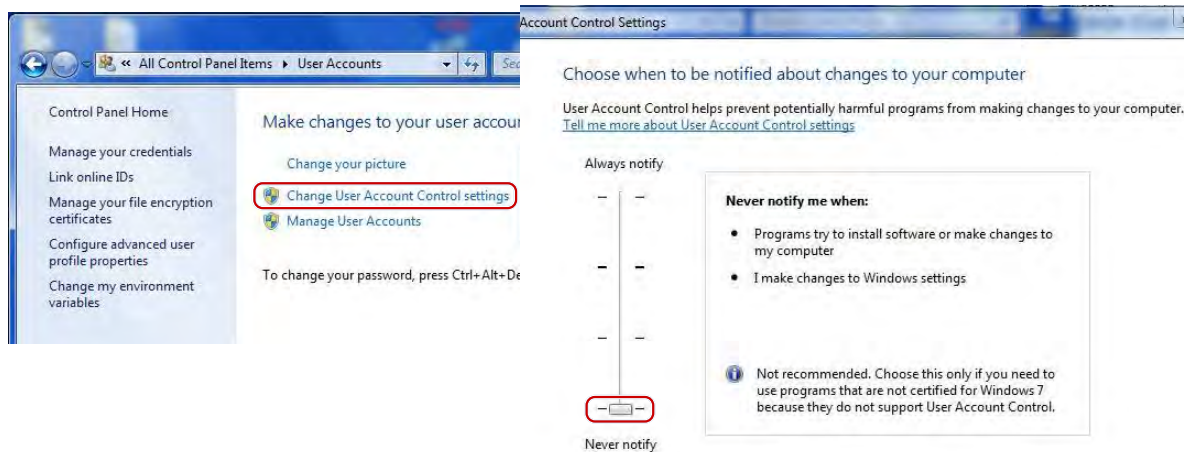 « All Control Panel Items ▸ User Accounts
Control Panel Home
Manage your credentials
Link online IDs
Manage your file encryption
certificates
Configure advanced user
profile properties
Change my environment
variables
Make changes to your user accou
Change your picture
Change User Account Control settings
Manage User Accounts
To change your password, press Ctrl+Alt+De
Account Control Settings
Choose when to be notified about changes to your computer
User Account Control helps prevent potentially harmful programs from making changes to your computer.
Tell me more about User Account Control settings
Always notify
Never notify me when:
• Programs try to install software or make changes to
my computer
• I make changes to Windows settings
Not recommended. Choose this only if you need to
use programs that are not certified for Windows 7
because they do not support User Account Control.
Never notify